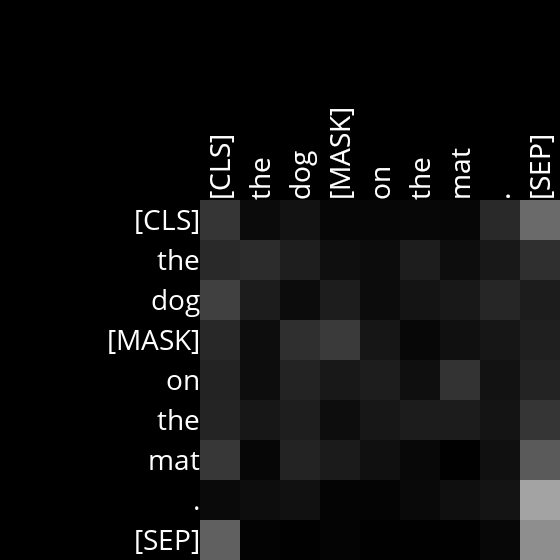 [CLS] the dog [MASK] on the mat . [SEP]
[CLS]
the
dog
[MASK]
on
the
mat
.
[SEP]